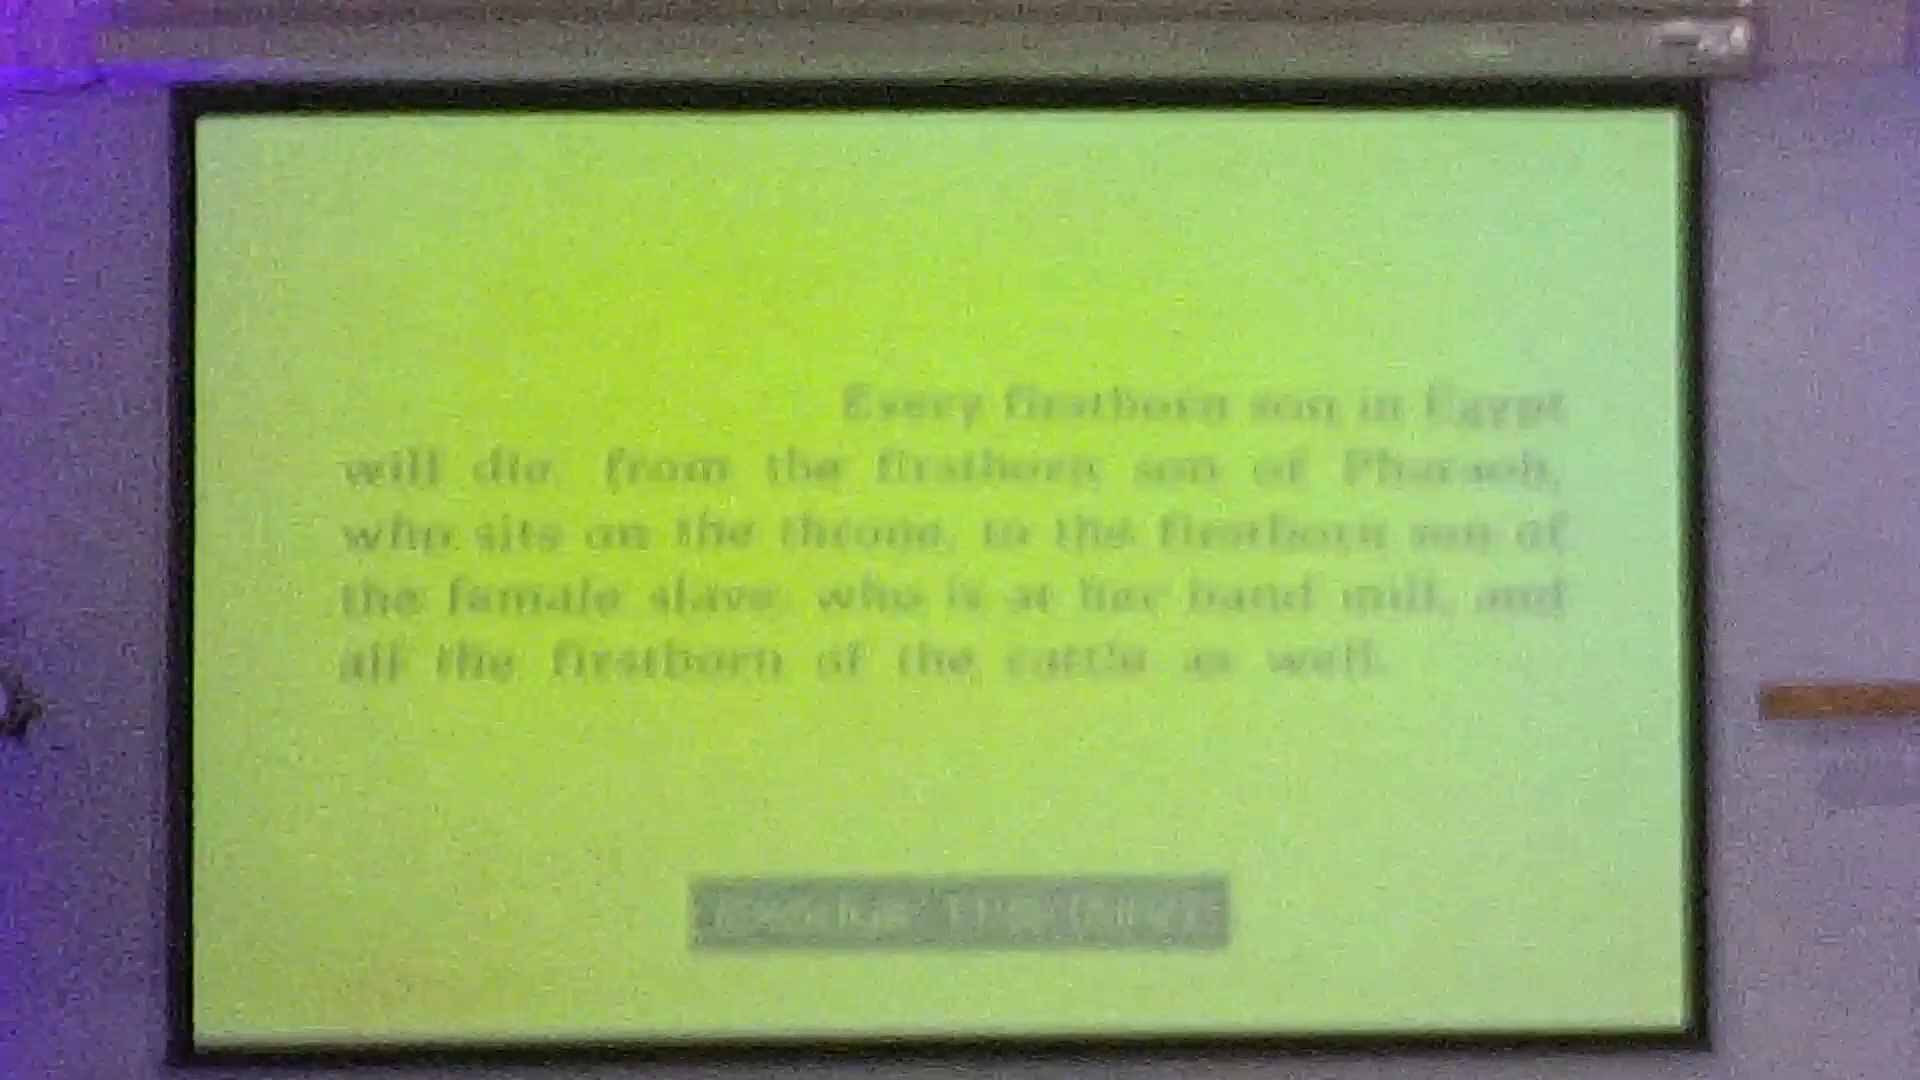 Every firstborn son in Egypt
will die, from the firstborn son of Pharaoh,
who sits on the throne, to the firstborn son of
the female slave, who is at her hand mill, and
all the firstborn of the cattle as well.